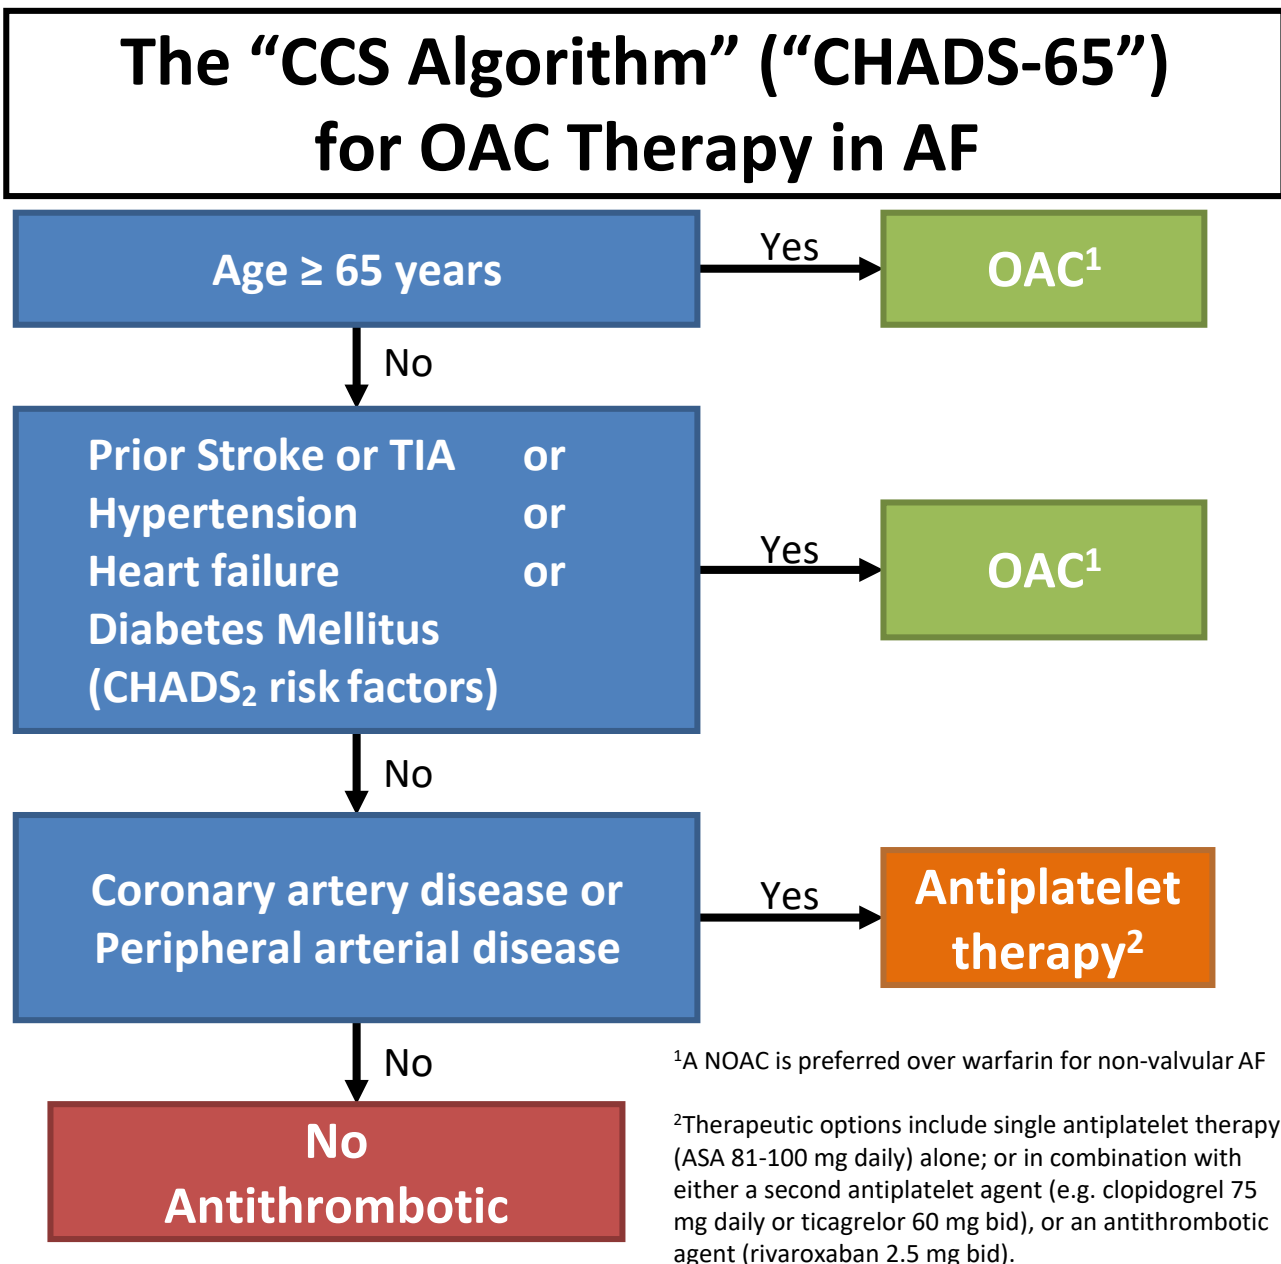 The “CCS Algorithm” (“CHADS-65”)
for OAC Therapy in AF
Age ≥ 65 years
Yes
OAC¹
No
Prior Stroke or TIA or
Hypertension or
Heart failure or
Diabetes Mellitus
(CHADS₂ risk factors)
Yes
OAC¹
No
Coronary artery disease or
Peripheral arterial disease
Yes
Antiplatelet
therapy²
No
No
Antithrombotic
¹A NOAC is preferred over warfarin for non-valvular AF
²Therapeutic options include single antiplatelet therapy
(ASA 81-100 mg daily) alone; or in combination with
either a second antiplatelet agent (e.g. clopidogrel 75
mg daily or ticagrelor 60 mg bid), or an antithrombotic
agent (rivaroxaban 2.5 mg bid).